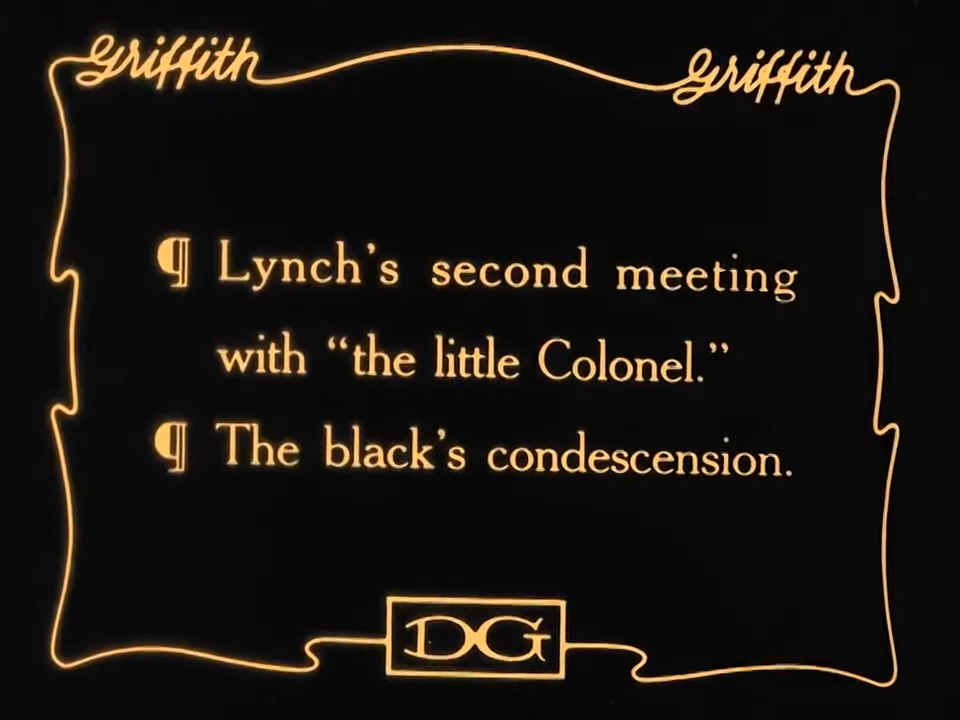 Griffith Griffith
¶ Lynch's second meeting
with “the little Colonel.”
¶ The black's condescension.
DG